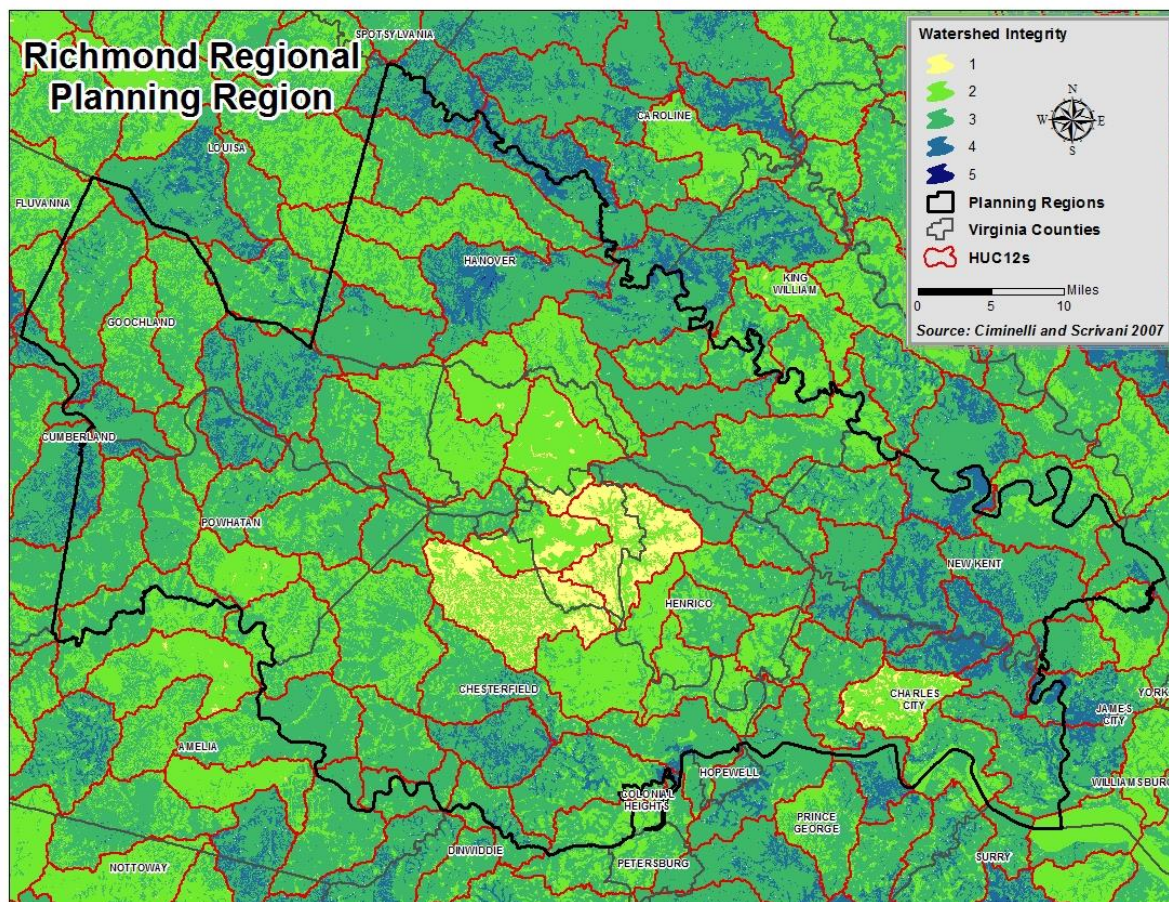 Richmond Regional
Planning Region
Watershed Integrity
1
2
3
4
5
Planning Regions
Virginia Counties
HUC12s
Miles
0 5 10
Source: Ciminelli and Scrivani 2007
N
W E
S
SPOTSYLVANIA
CAROLINE
LOUISA
FLUVANNA
HANOVER
KING
WILLIAM
GOOCHLAND
CUMBERLAND
POWHATAN
NEW KENT
HENRICO
CHESTERFIELD
CHARLES
CITY
JAMES
CITY
YORK
AMELIA
HOPEWELL
COLONIAL
HEIGHTS
WILLIAMSBURG
PRINCE
GEORGE
DINWIDDIE
PETERSBURG
SURRY
NOTTOWAY